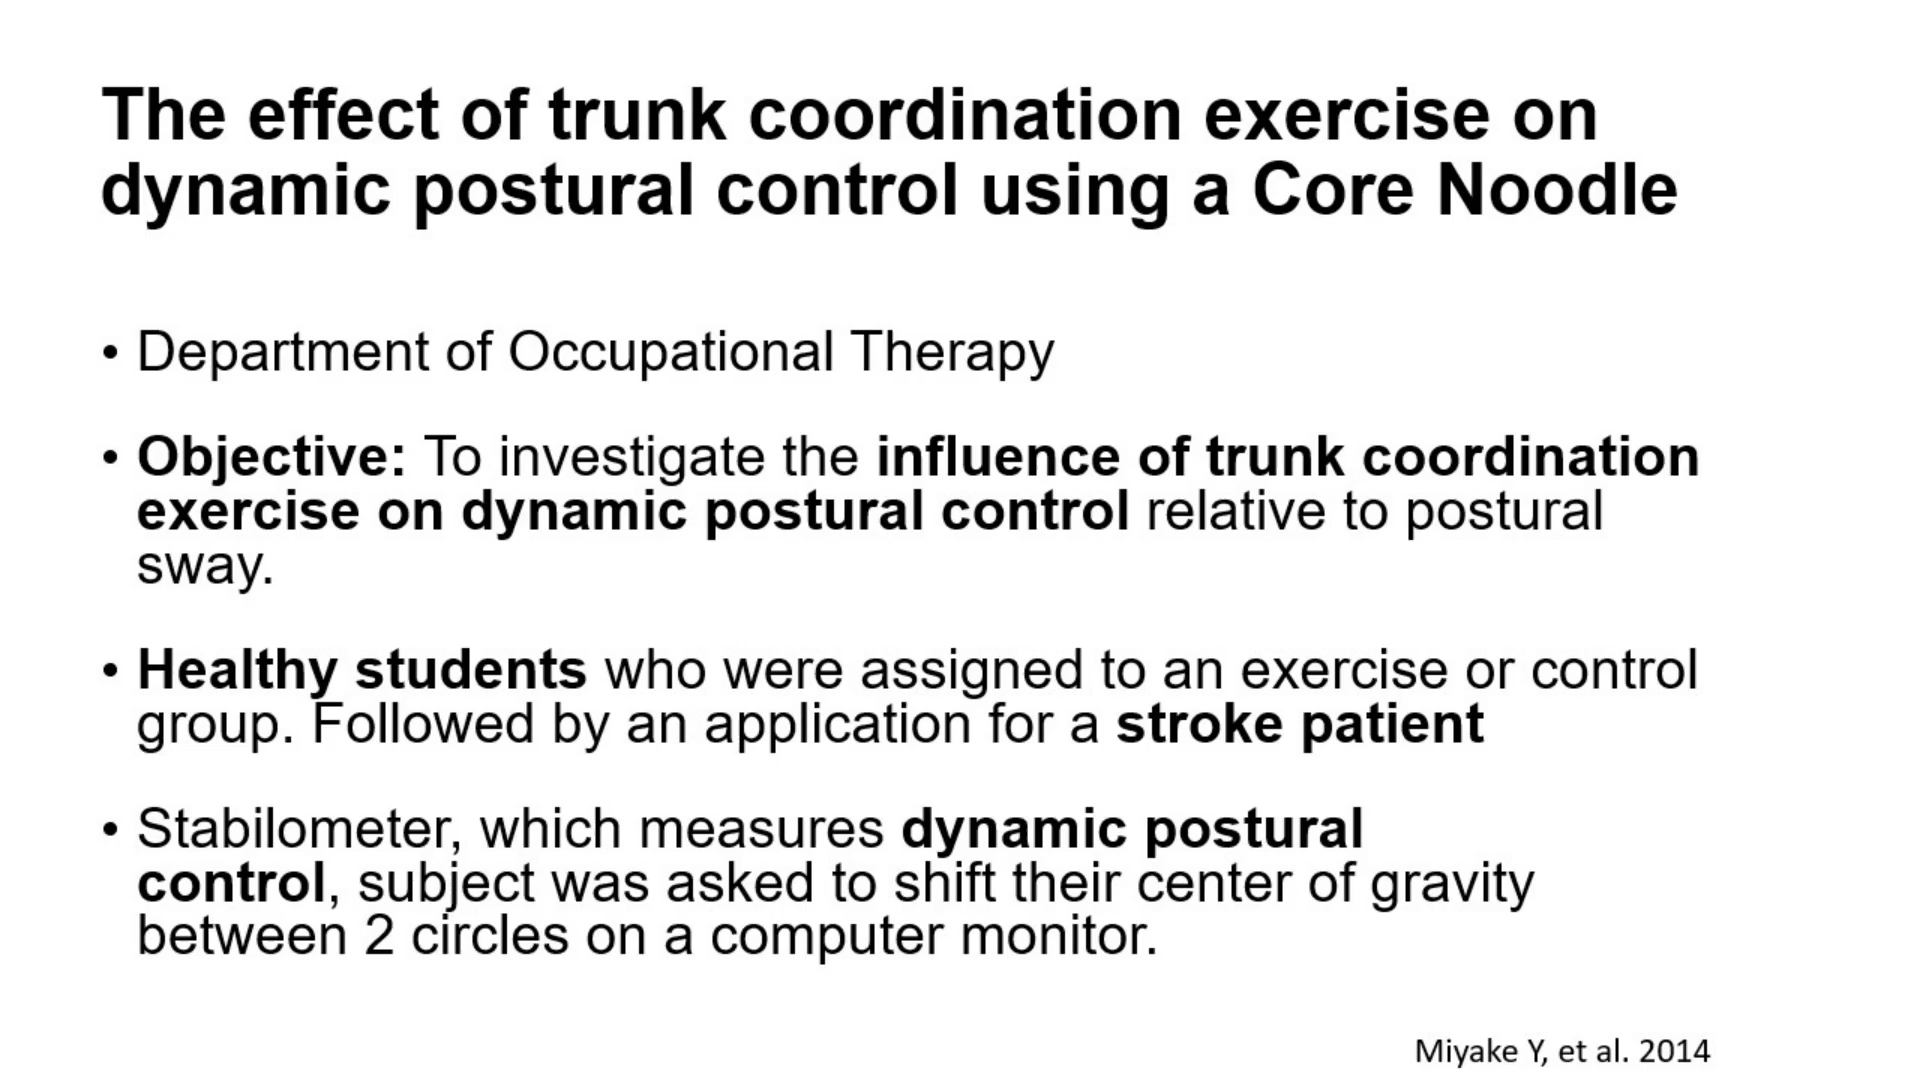 The effect of trunk coordination exercise on
dynamic postural control using a Core Noodle
• Department of Occupational Therapy
• Objective: To investigate the influence of trunk coordination
exercise on dynamic postural control relative to postural
sway.
• Healthy students who were assigned to an exercise or control
group. Followed by an application for a stroke patient
• Stabilometer, which measures dynamic postural
control, subject was asked to shift their center of gravity
between 2 circles on a computer monitor.
Miyake Y, et al. 2014